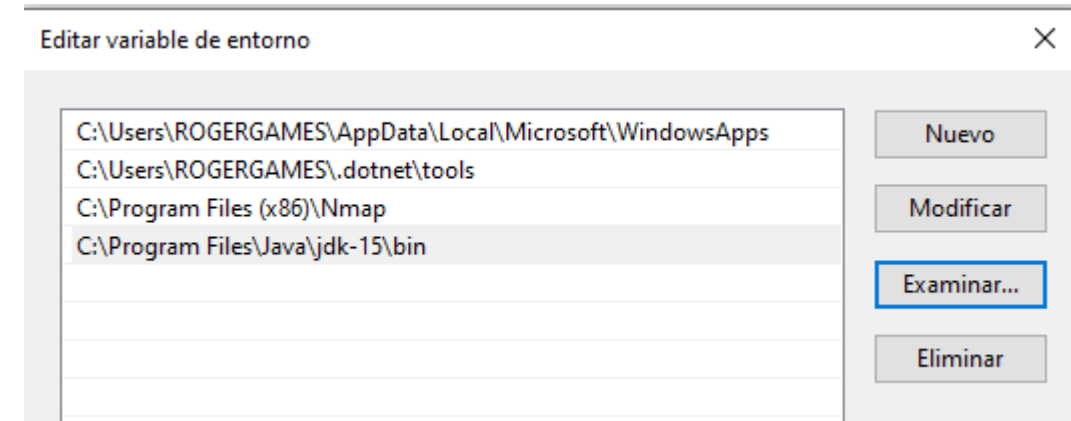 Editar variable de entorno
C:\Users\ROGERGAMES\AppData\Local\Microsoft\WindowsApps
Nuevo
C:\Users\ROGERGAMES\.dotnet\tools
C:\Program Files (x86)\Nmap
Modificar
C:\Program Files\Java\jdk-15\bin
Examinar...
Eliminar